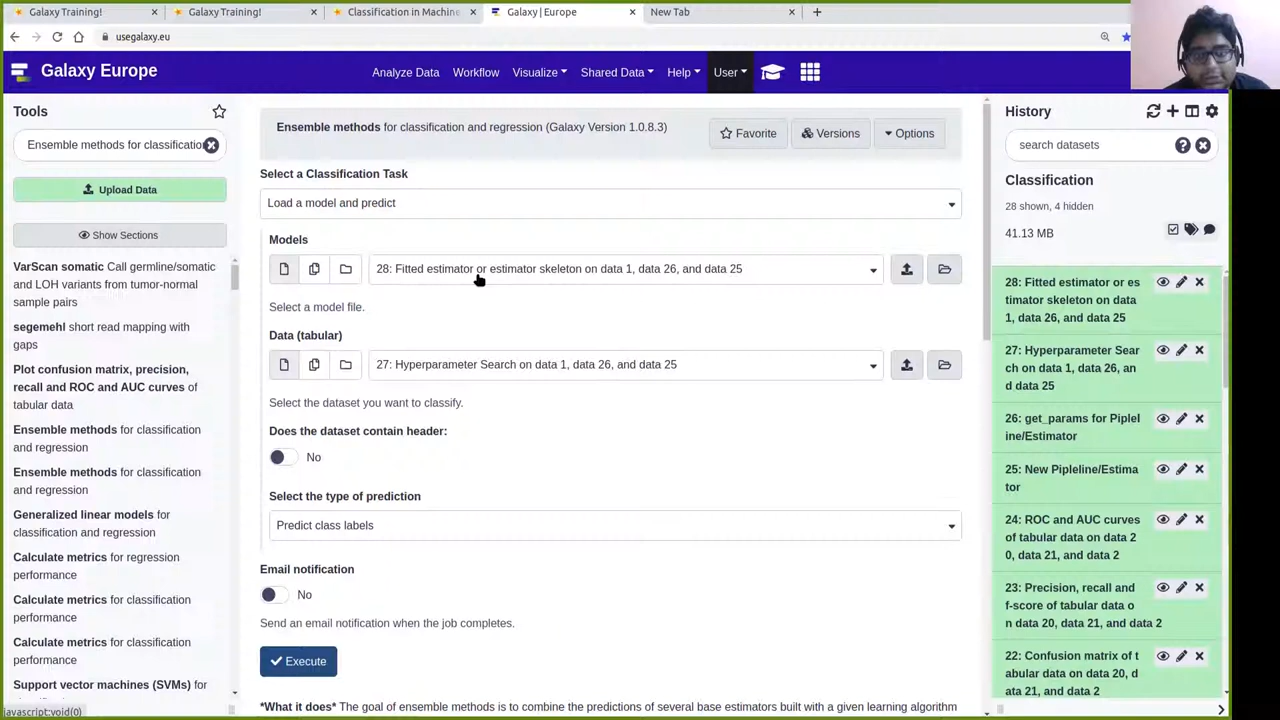 Galaxy Training!
Galaxy Training!
Classification in Machine
Galaxy | Europe
New Tab
usegalaxy.eu
Galaxy Europe
Analyze Data
Workflow
Visualize
Shared Data
Help
User
Tools
Ensemble methods for classificatio
Upload Data
Show Sections
VarScan somatic Call germline/somatic
and LOH variants from tumor-normal
sample pairs
segemehl short read mapping with
gaps
Plot confusion matrix, precision,
recall and ROC and AUC curves of
tabular data
Ensemble methods for classification
and regression
Ensemble methods for classification
and regression
Generalized linear models for
classification and regression
Calculate metrics for regression
performance
Calculate metrics for classification
performance
Calculate metrics for classification
performance
Support vector machines (SVMs) for
javascript:void(0)
Ensemble methods for classification and regression (Galaxy Version 1.0.8.3)
Favorite
Versions
Options
Select a Classification Task
Load a model and predict
Models
28: Fitted estimator or estimator skeleton on data 1, data 26, and data 25
Select a model file.
Data (tabular)
27: Hyperparameter Search on data 1, data 26, and data 25
Select the dataset you want to classify.
Does the dataset contain header:
No
Select the type of prediction
Predict class labels
Email notification
No
Send an email notification when the job completes.
Execute
*What it does* The goal of ensemble methods is to combine the predictions of several base estimators built with a given learning algorithm
History
search datasets
Classification
28 shown, 4 hidden
41.13 MB
28: Fitted estimator or es
timator skeleton on data
1, data 26, and data 25
27: Hyperparameter Sear
ch on data 1, data 26, an
d data 25
26: get_params for Pipel
ine/Estimator
25: New Pipleline/Estima
tor
24: ROC and AUC curves
of tabular data on data 2
0, data 21, and data 2
23: Precision, recall and
f-score of tabular data o
n data 20, data 21, and data 2
22: Confusion matrix of t
abular data on data 20, d
ata 21, and data 2